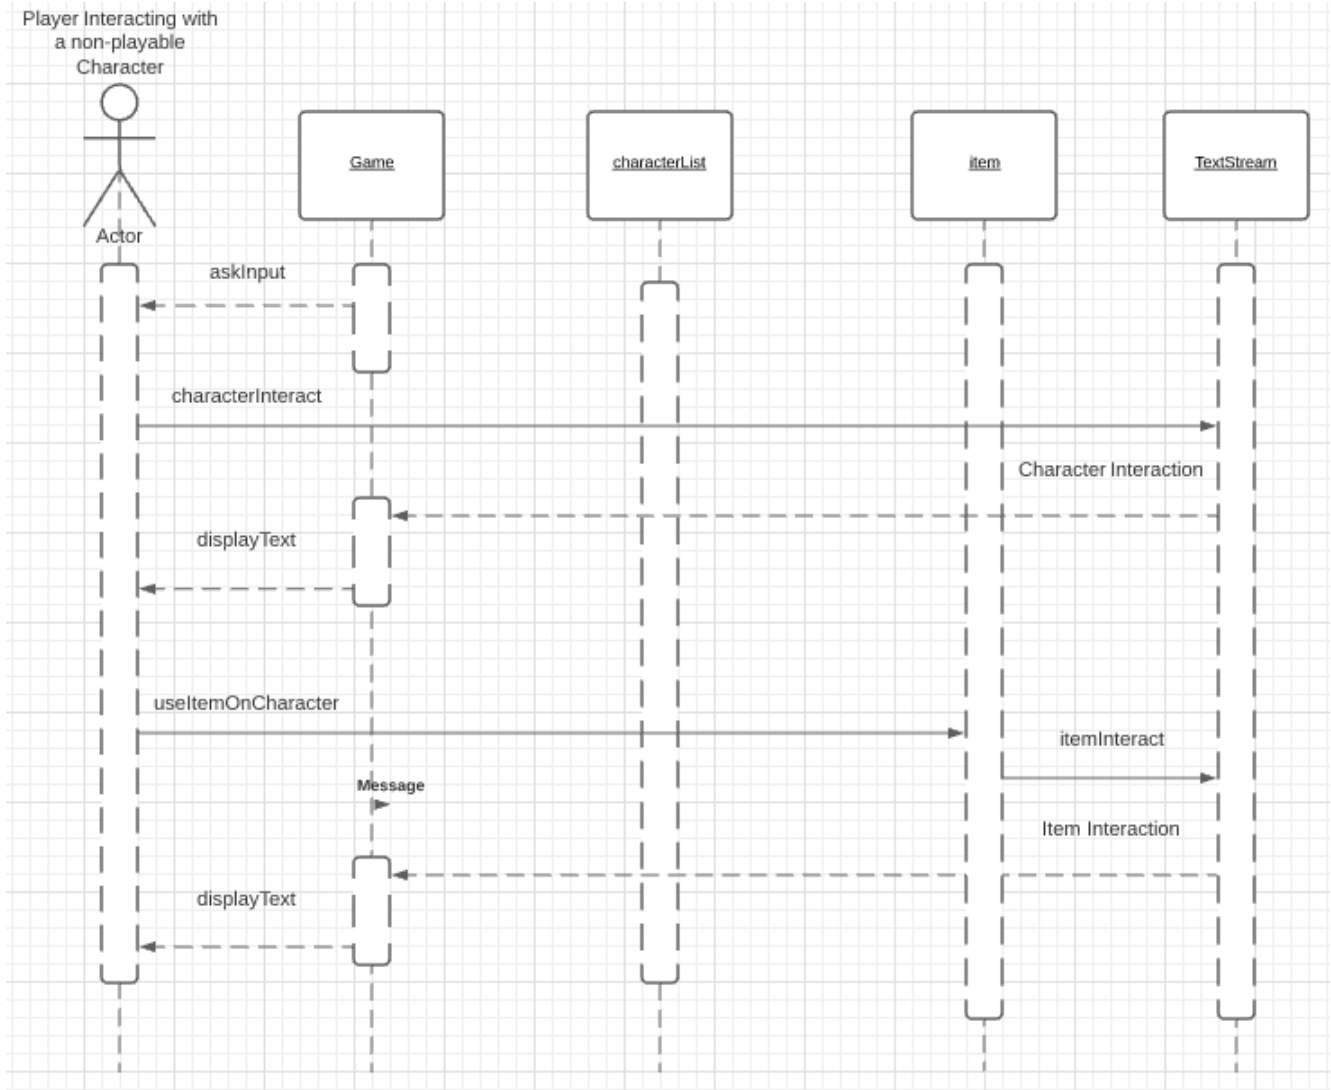 Player Interacting with
a non-playable
Character
Actor
Game
characterList
item
TextStream
askInput
characterInteract
Character Interaction
displayText
useItemOnCharacter
itemInteract
Message
Item Interaction
displayText